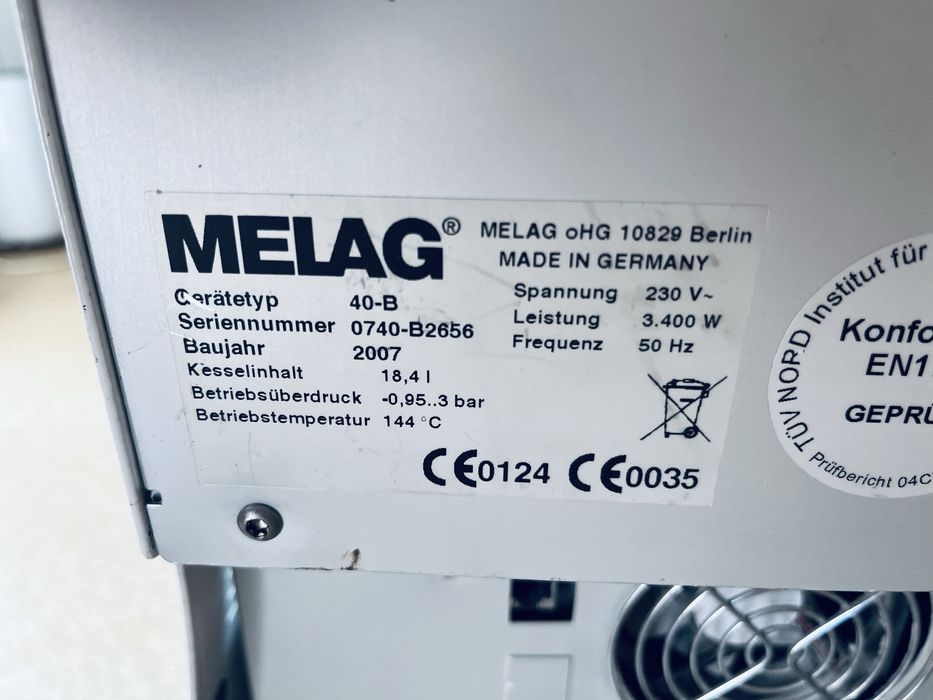 MELAG®
MELAG oHG 10829 Berlin
MADE IN GERMANY
Gerätetyp 40-B
Seriennummer 0740-B2656
Baujahr 2007
Kesselinhalt 18,4 l
Betriebsüberdruck -0,95..3 bar
Betriebstemperatur 144 °C
Spannung 230 V~
Leistung 3.400 W
Frequenz 50 Hz
CE0124 CE0035
TÜV NORD Institut für
Konfo
EN1
GEPRÜ
Prüfbericht 04C